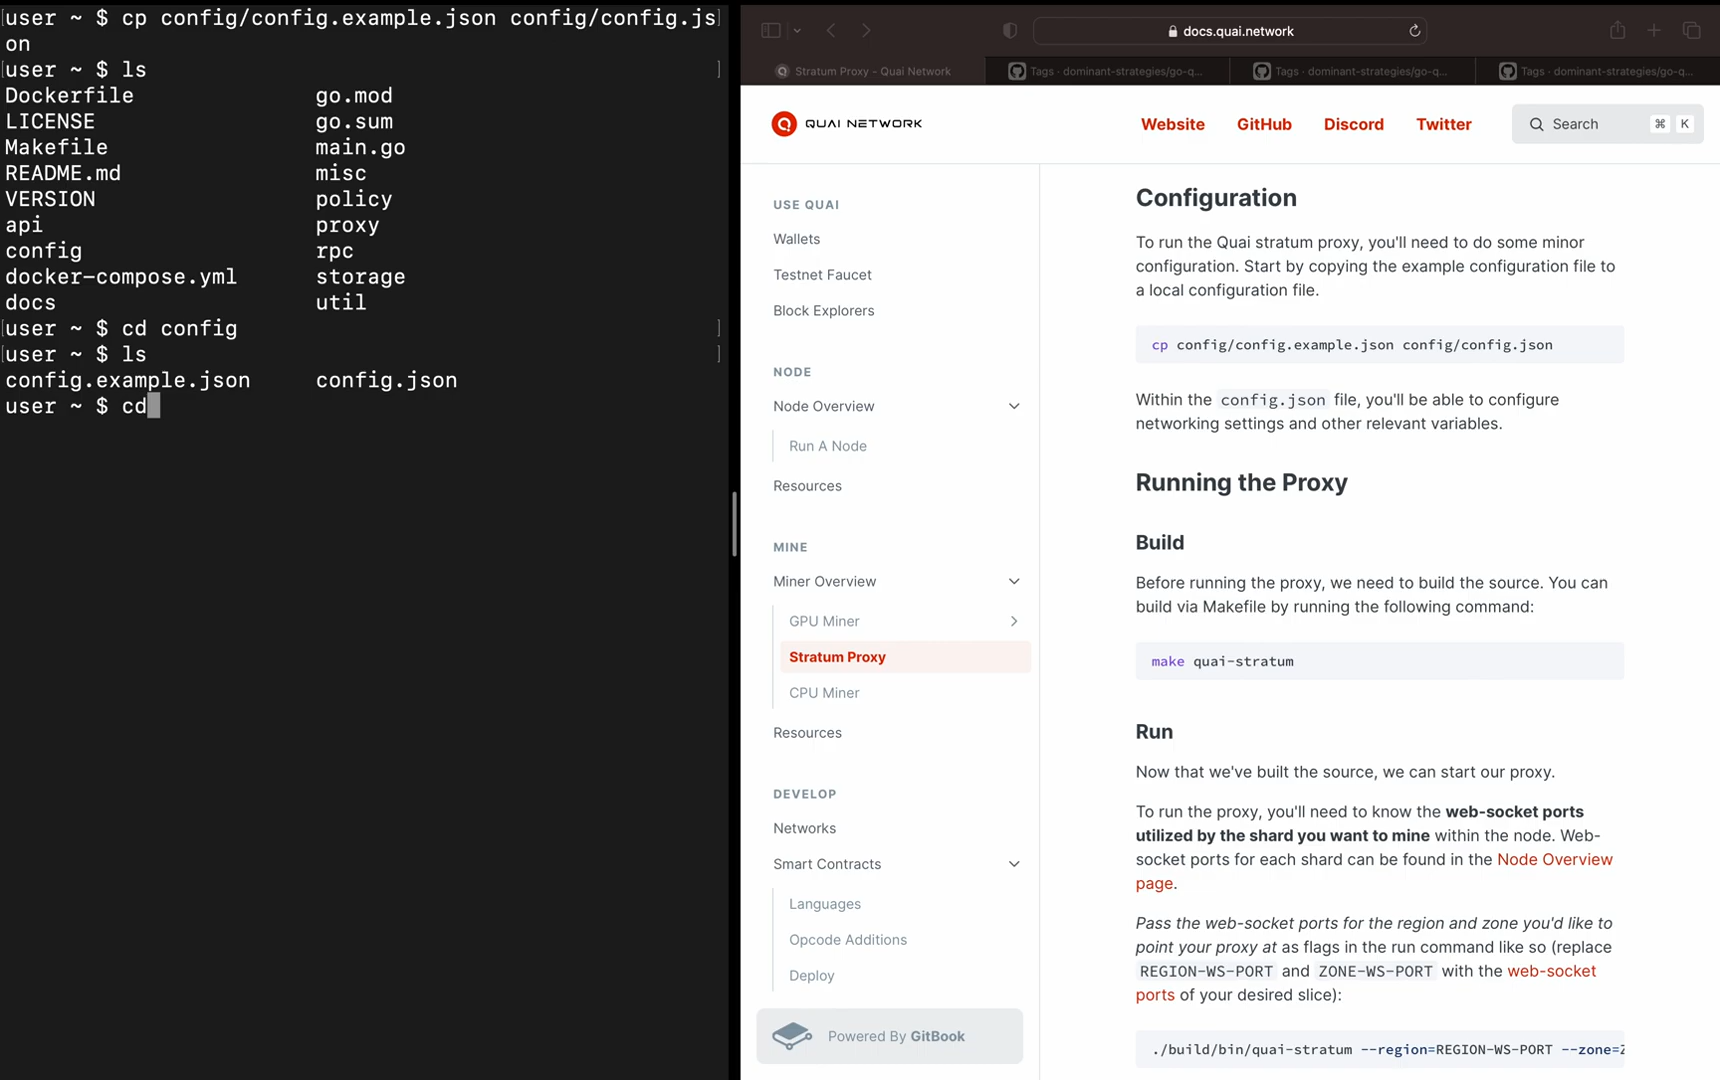 user ~ $ cp config/config.example.json config/config.js
on
user ~ $ ls
Dockerfile go.mod
LICENSE go.sum
Makefile main.go
README.md misc
VERSION policy
api proxy
config rpc
docker-compose.yml storage
docs util
user ~ $ cd config
user ~ $ ls
config.example.json config.json
user ~ $ cd
docs.quai.network
Stratum Proxy - Quai Network
Tags · dominant-strategies/go-q...
Tags · dominant-strategies/go-q...
Tags · dominant-strategies/go-q...
QUAI NETWORK
Website GitHub Discord Twitter
Search ⌘ K
USE QUAI
Wallets
Testnet Faucet
Block Explorers
NODE
Node Overview
Run A Node
Resources
MINE
Miner Overview
GPU Miner
Stratum Proxy
CPU Miner
Resources
DEVELOP
Networks
Smart Contracts
Languages
Opcode Additions
Deploy
Powered By GitBook
Configuration
To run the Quai stratum proxy, you'll need to do some minor
configuration. Start by copying the example configuration file to
a local configuration file.
cp config/config.example.json config/config.json
Within the config.json file, you'll be able to configure
networking settings and other relevant variables.
Running the Proxy
Build
Before running the proxy, we need to build the source. You can
build via Makefile by running the following command:
make quai-stratum
Run
Now that we've built the source, we can start our proxy.
To run the proxy, you'll need to know the web-socket ports
utilized by the shard you want to mine within the node. Web-
socket ports for each shard can be found in the Node Overview
page.
Pass the web-socket ports for the region and zone you'd like to
point your proxy at as flags in the run command like so (replace
REGION-WS-PORT and ZONE-WS-PORT with the web-socket
ports of your desired slice):
./build/bin/quai-stratum --region=REGION-WS-PORT --zone=